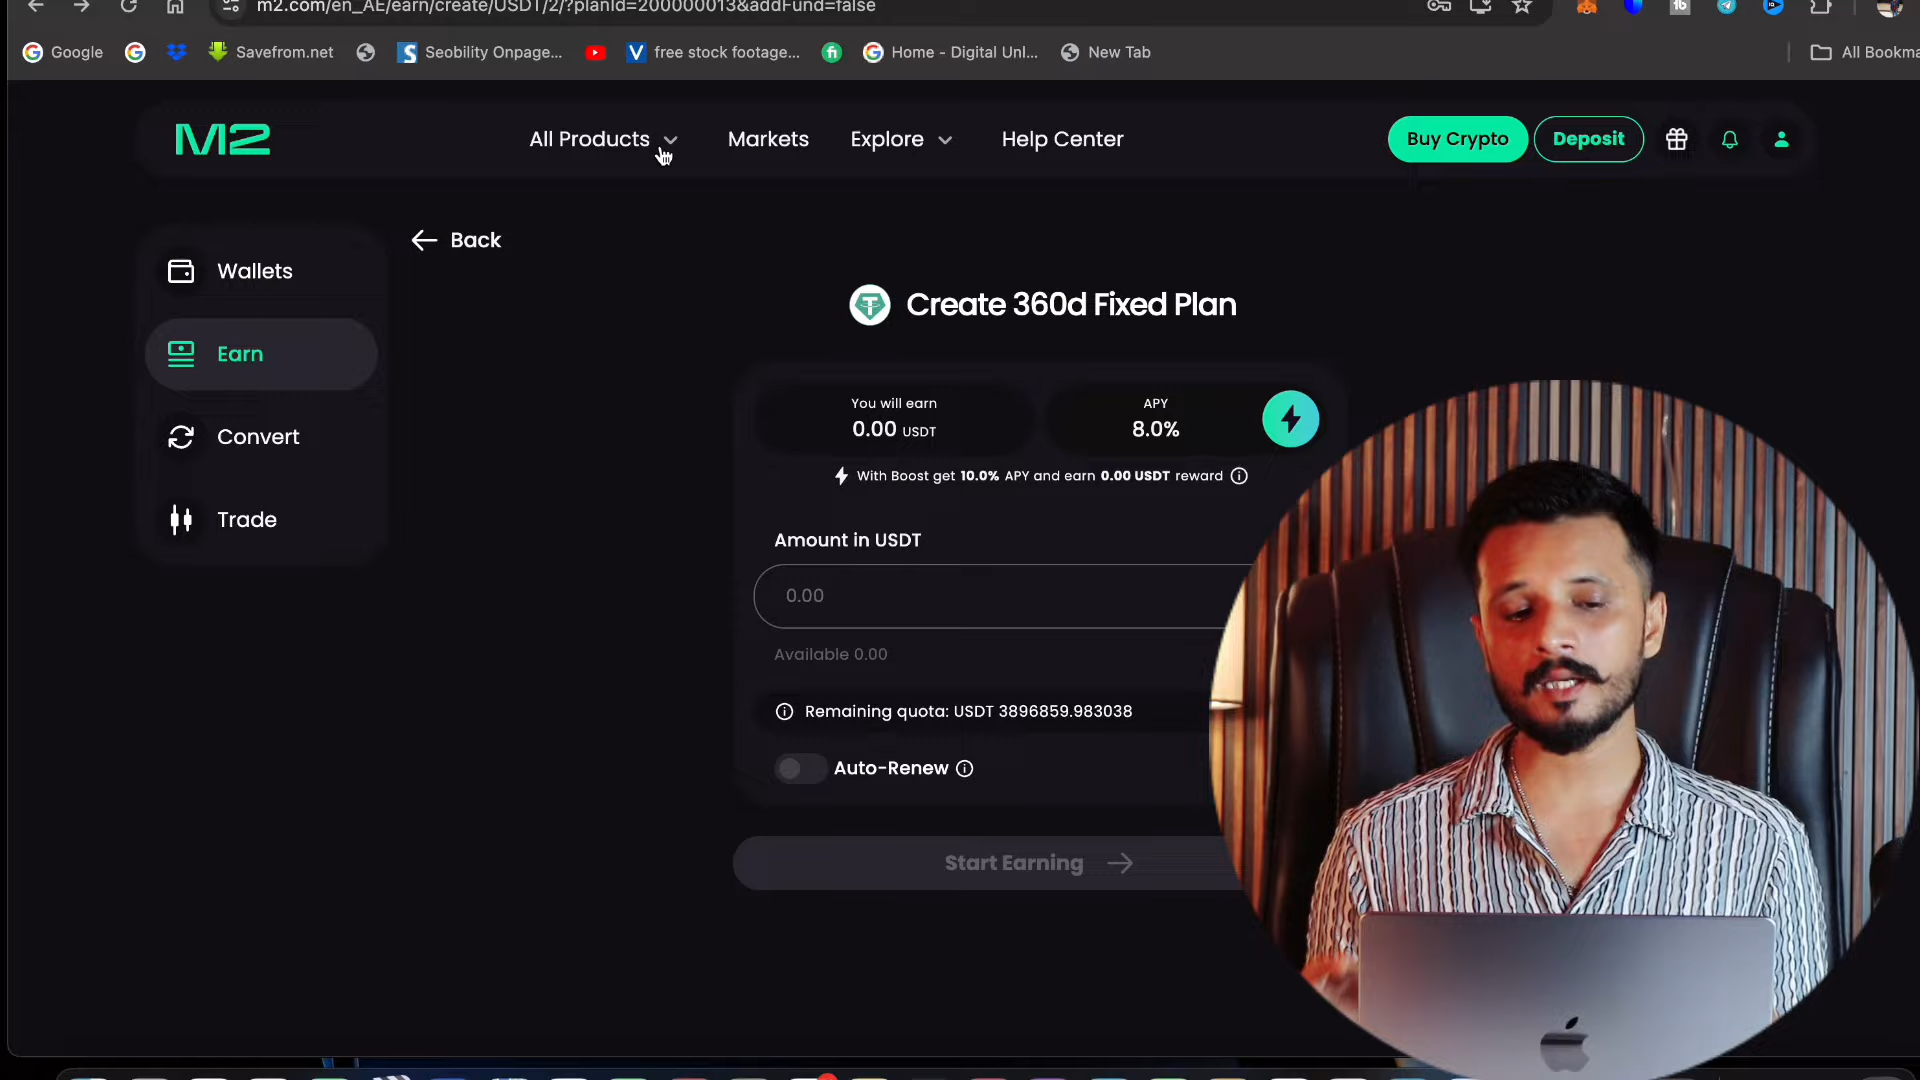 m2.com/en_AE/earn/create/USDT/2/?planId=200000013&addFund=false
Google
Savefrom.net
Seobility Onpage...
free stock footage...
Home - Digital Unl...
New Tab
All Bookma
M2
All Products
Markets
Explore
Help Center
Buy Crypto
Deposit
Wallets
Earn
Convert
Trade
Back
Create 360d Fixed Plan
You will earn
0.00 USDT
APY
8.0%
With Boost get 10.0% APY and earn 0.00 USDT reward
Amount in USDT
0.00
Available 0.00
Remaining quota: USDT 3896859.983038
Auto-Renew
Start Earning